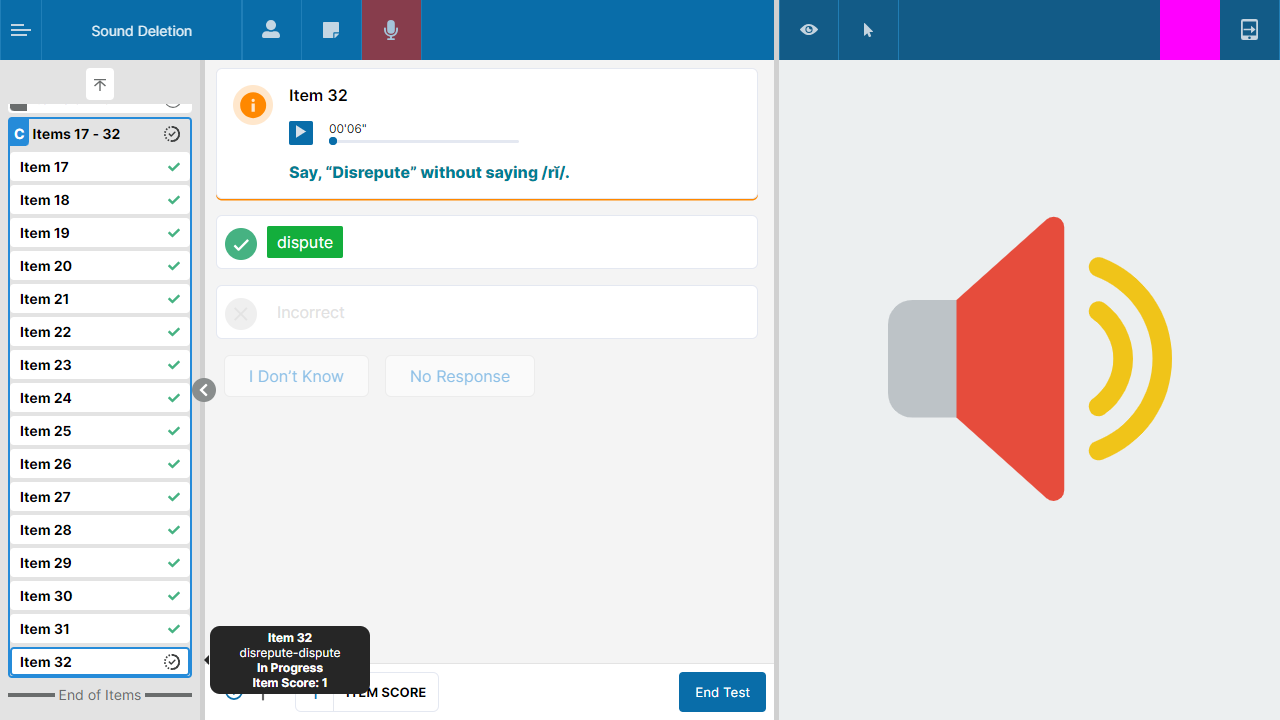 Sound Deletion
C Items 17 - 32
Item 17
Item 18
Item 19
Item 20
Item 21
Item 22
Item 23
Item 24
Item 25
Item 26
Item 27
Item 28
Item 29
Item 30
Item 31
Item 32
End of Items
Item 32
00'06"
Say, “Disrepute” without saying /rĭ/.
dispute
Incorrect
I Don’t Know
No Response
Item 32
disrepute-dispute
In Progress
Item Score: 1
ITEM SCORE
End Test